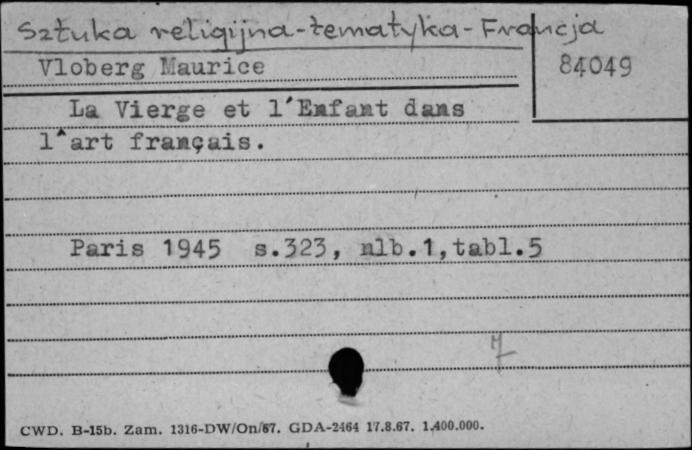 Sztuka religijna-tematyka-Francja
Vloberg Maurice
84049
La Vierge et l'Enfant dans
l'art français.
Paris 1945 s.323, nlb.1,tabl.5
CWD. B-15b. Zam. 1316-DW/On/67. GDA-2464 17.8.67. 1.400.000.